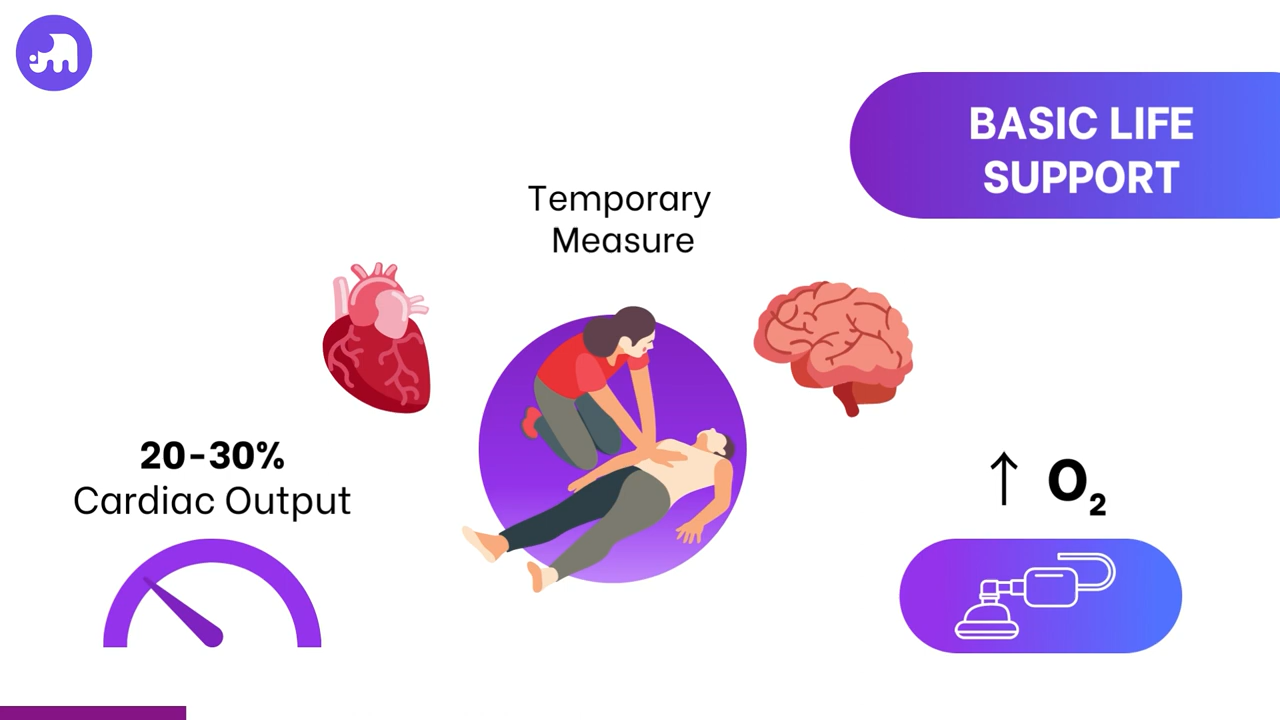 BASIC LIFE
SUPPORT
Temporary
Measure
20-30%
Cardiac Output
↑ O₂